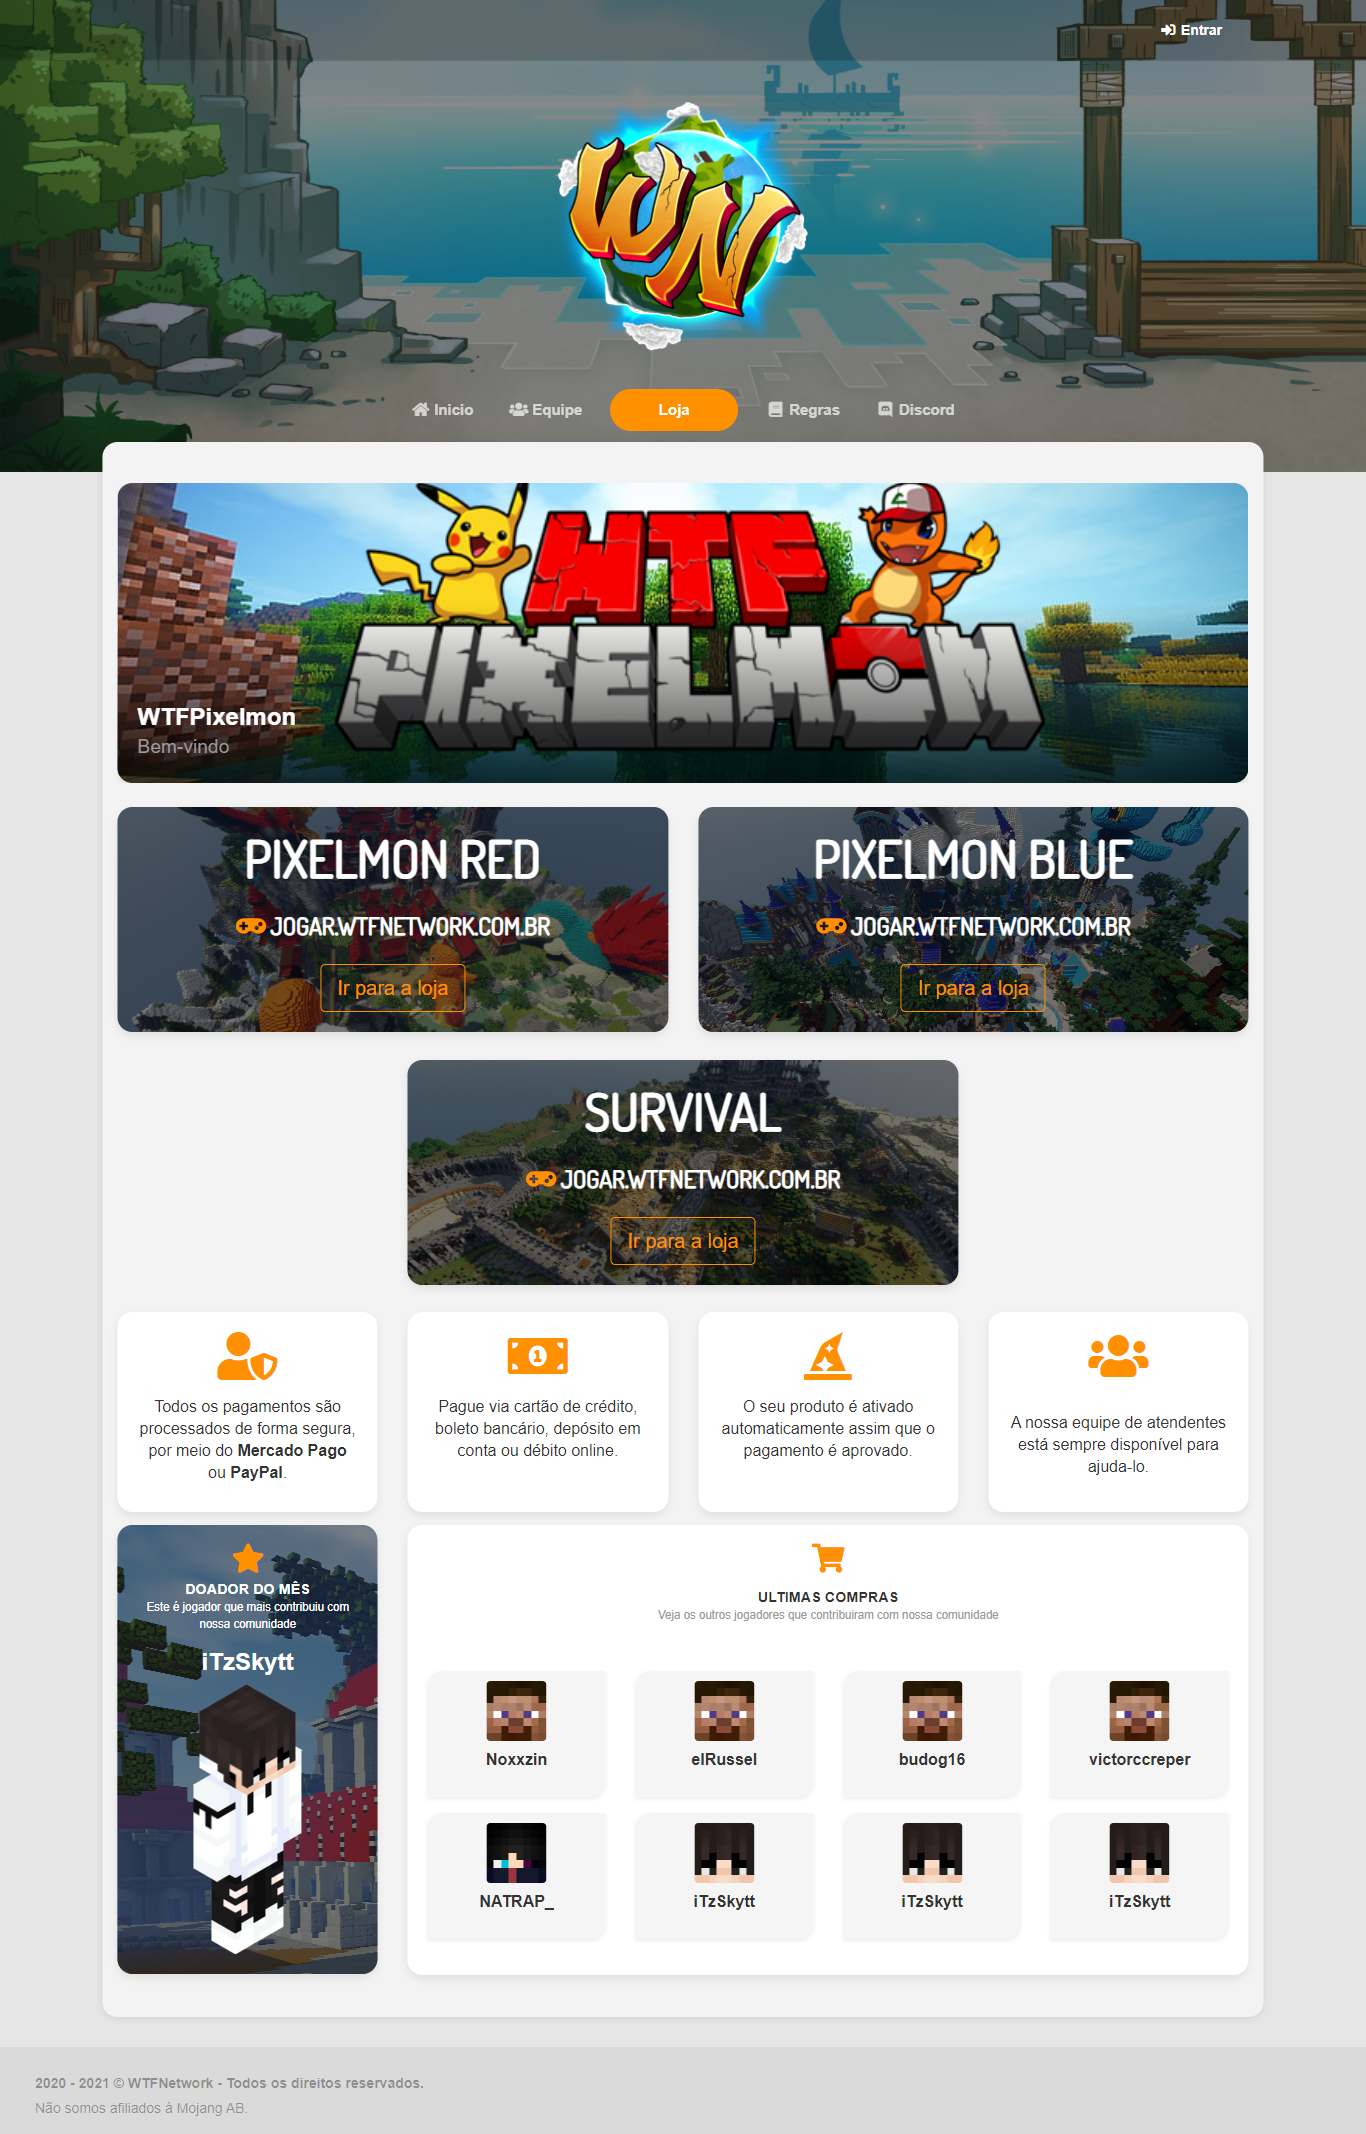 Entrar
WN
Inicio
Equipe
Loja
Regras
Discord
WTF
PIXELMON
WTFPixelmon
Bem-vindo
PIXELMON RED
JOGAR.WTFNETWORK.COM.BR
Ir para a loja
PIXELMON BLUE
JOGAR.WTFNETWORK.COM.BR
Ir para a loja
SURVIVAL
JOGAR.WTFNETWORK.COM.BR
Ir para a loja
Todos os pagamentos são
processados de forma segura,
por meio do Mercado Pago
ou PayPal.
1
Pague via cartão de crédito,
boleto bancário, depósito em
conta ou débito online.
O seu produto é ativado
automaticamente assim que o
pagamento é aprovado.
A nossa equipe de atendentes
está sempre disponível para
ajuda-lo.
DOADOR DO MÊS
Este é jogador que mais contribuiu com
nossa comunidade
iTzSkytt
ULTIMAS COMPRAS
Veja os outros jogadores que contribuiram com nossa comunidade
Noxxzin
elRussel
budog16
victorccreper
NATRAP_
iTzSkytt
iTzSkytt
iTzSkytt
2020 - 2021 © WTFNetwork - Todos os direitos reservados.
Não somos afiliados à Mojang AB.